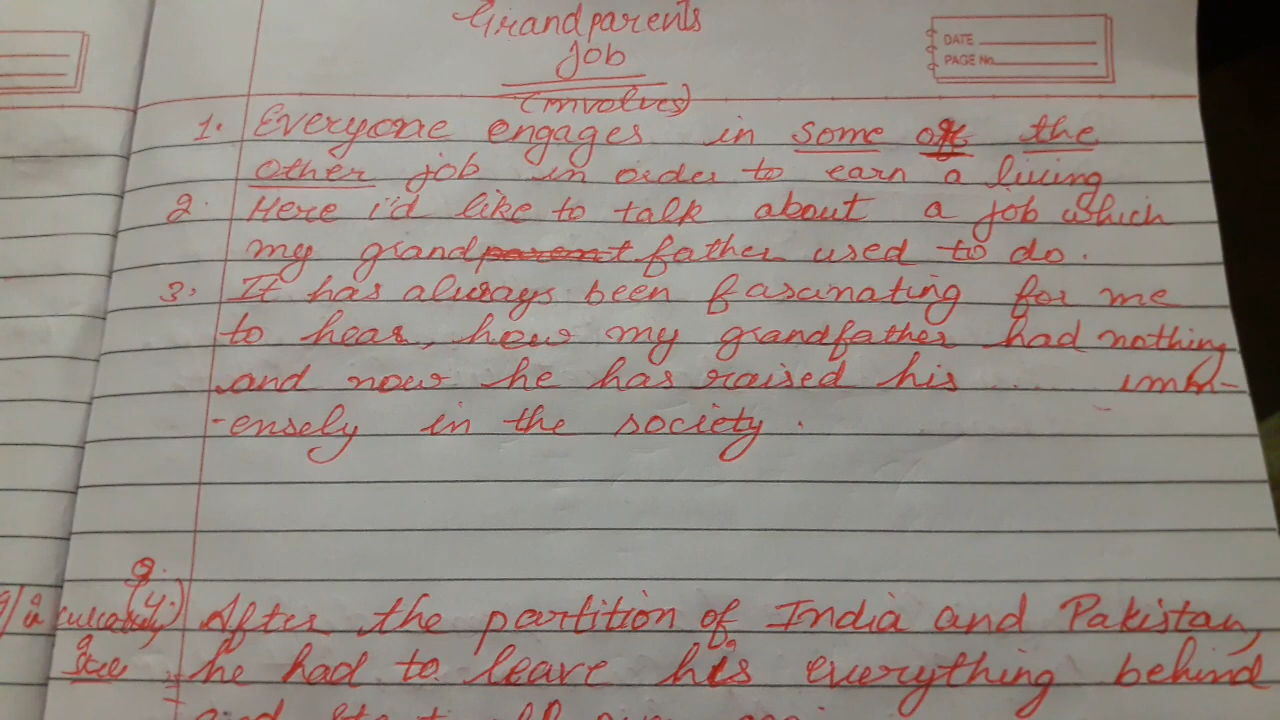 Grandparents
job
(involves)
DATE
PAGE No.
1. Everyone engages in some or the
other job in order to earn a living
2. Here i'd like to talk about a job which
my grandfather used to do.
3. It has always been fascinating for me
to hear, how my grandfather had nothing
and now he has raised his ..... imm-
-ensely in the society.
Q.
(4.) After the partition of India and Pakistan,
he had to leave his everything behind
and